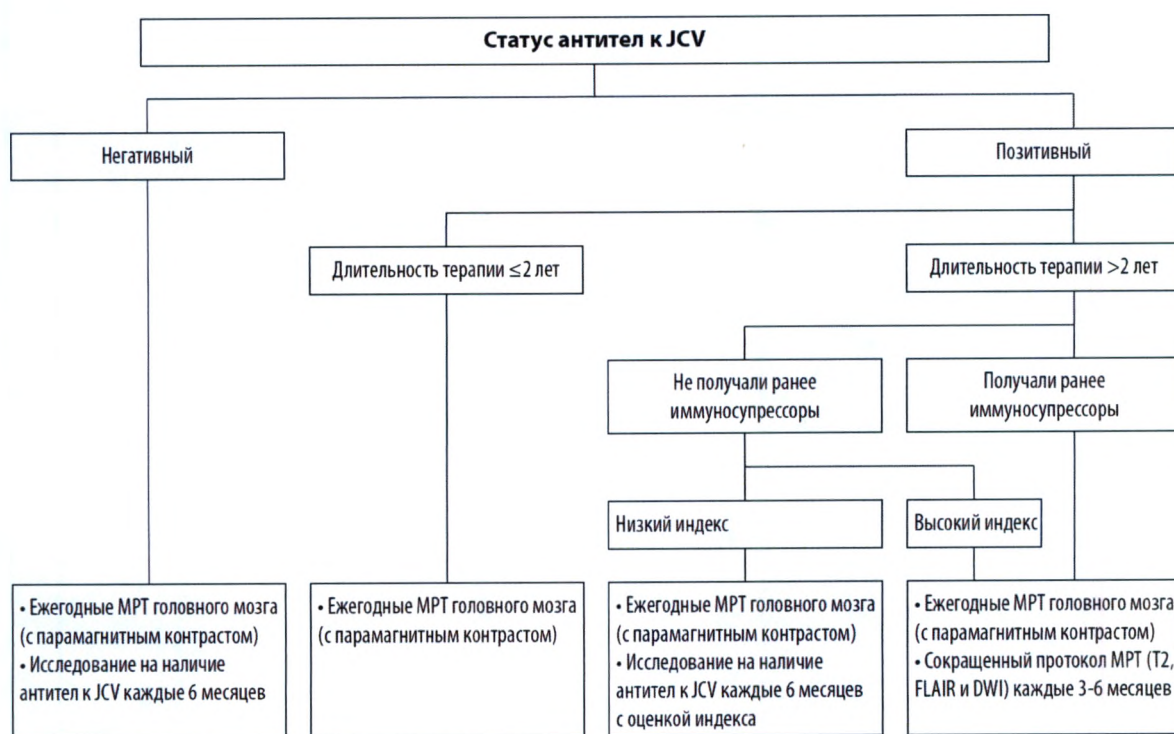 Статус антител к JCV
Негативный
Позитивный
Длительность терапии ≤2 лет
Длительность терапии >2 лет
Не получали ранее
иммуносупрессоры
Получали ранее
иммуносупрессоры
Низкий индекс
Высокий индекс
• Ежегодные МРТ головного мозга
(с парамагнитным контрастом)
• Исследование на наличие
антител к JCV каждые 6 месяцев
• Ежегодные МРТ головного мозга
(с парамагнитным контрастом)
• Ежегодные МРТ головного мозга
(с парамагнитным контрастом)
• Исследование на наличие
антител к JCV каждые 6 месяцев
с оценкой индекса
• Ежегодные МРТ головного мозга
(с парамагнитным контрастом)
• Сокращенный протокол МРТ (T2,
FLAIR и DWI) каждые 3-6 месяцев